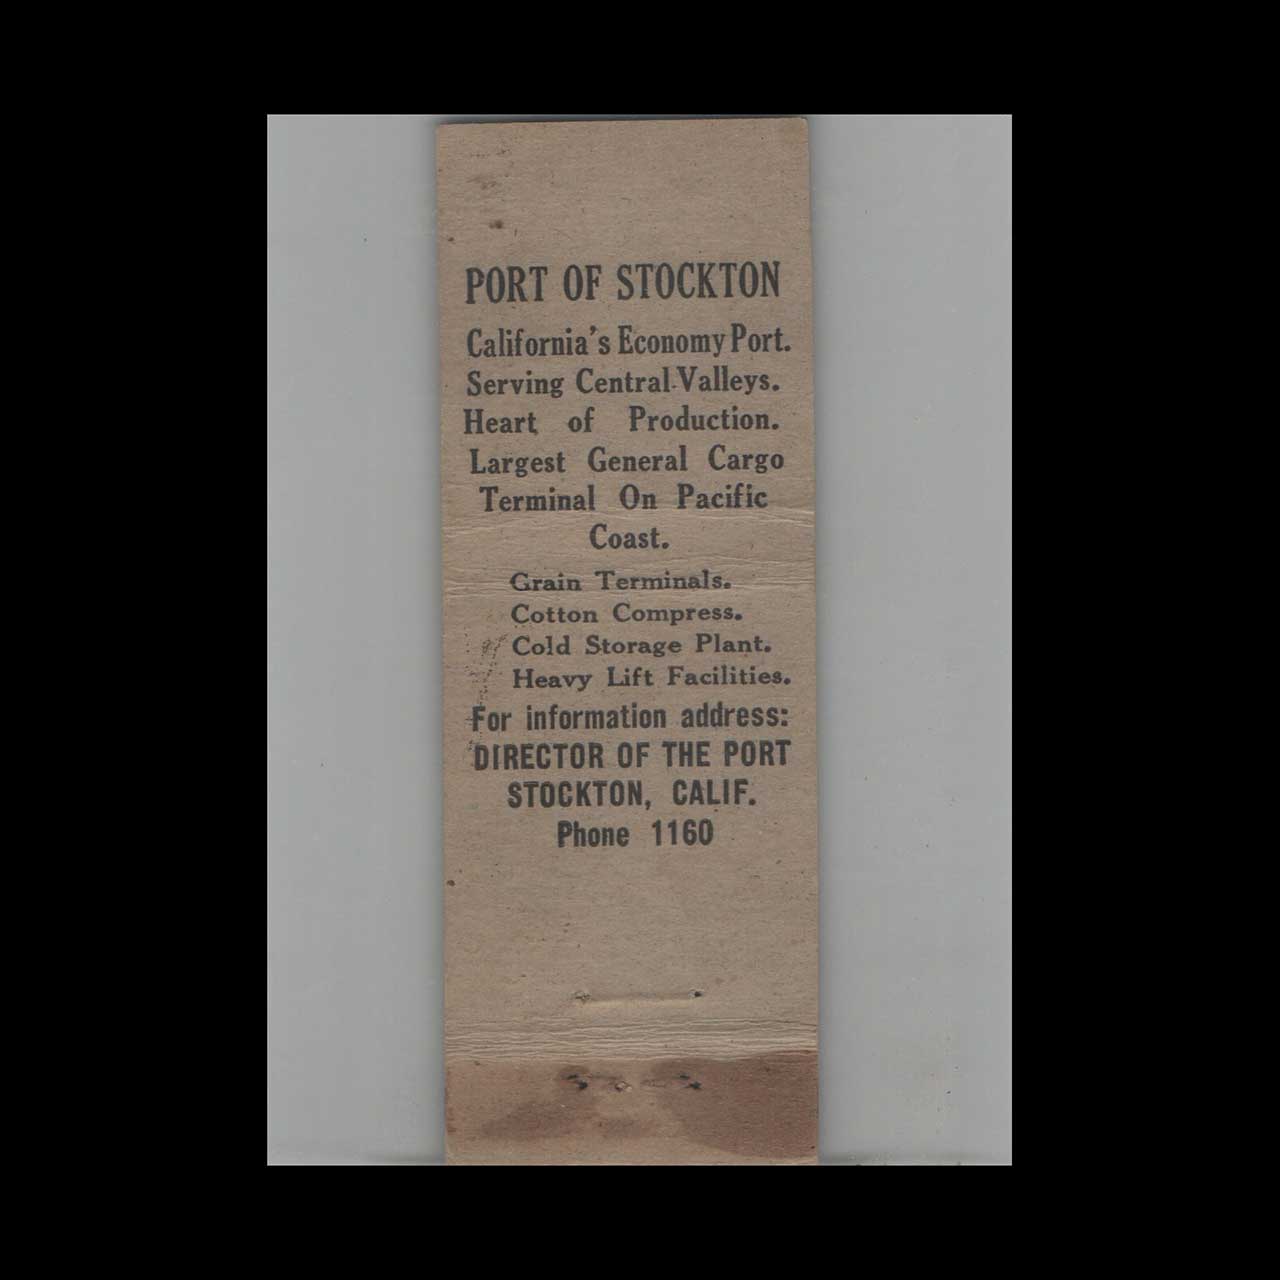 PORT OF STOCKTON
California's Economy Port.
Serving Central Valleys.
Heart of Production.
Largest General Cargo
Terminal On Pacific
Coast.
Grain Terminals.
Cotton Compress.
Cold Storage Plant.
Heavy Lift Facilities.
For information address:
DIRECTOR OF THE PORT
STOCKTON, CALIF.
Phone 1160